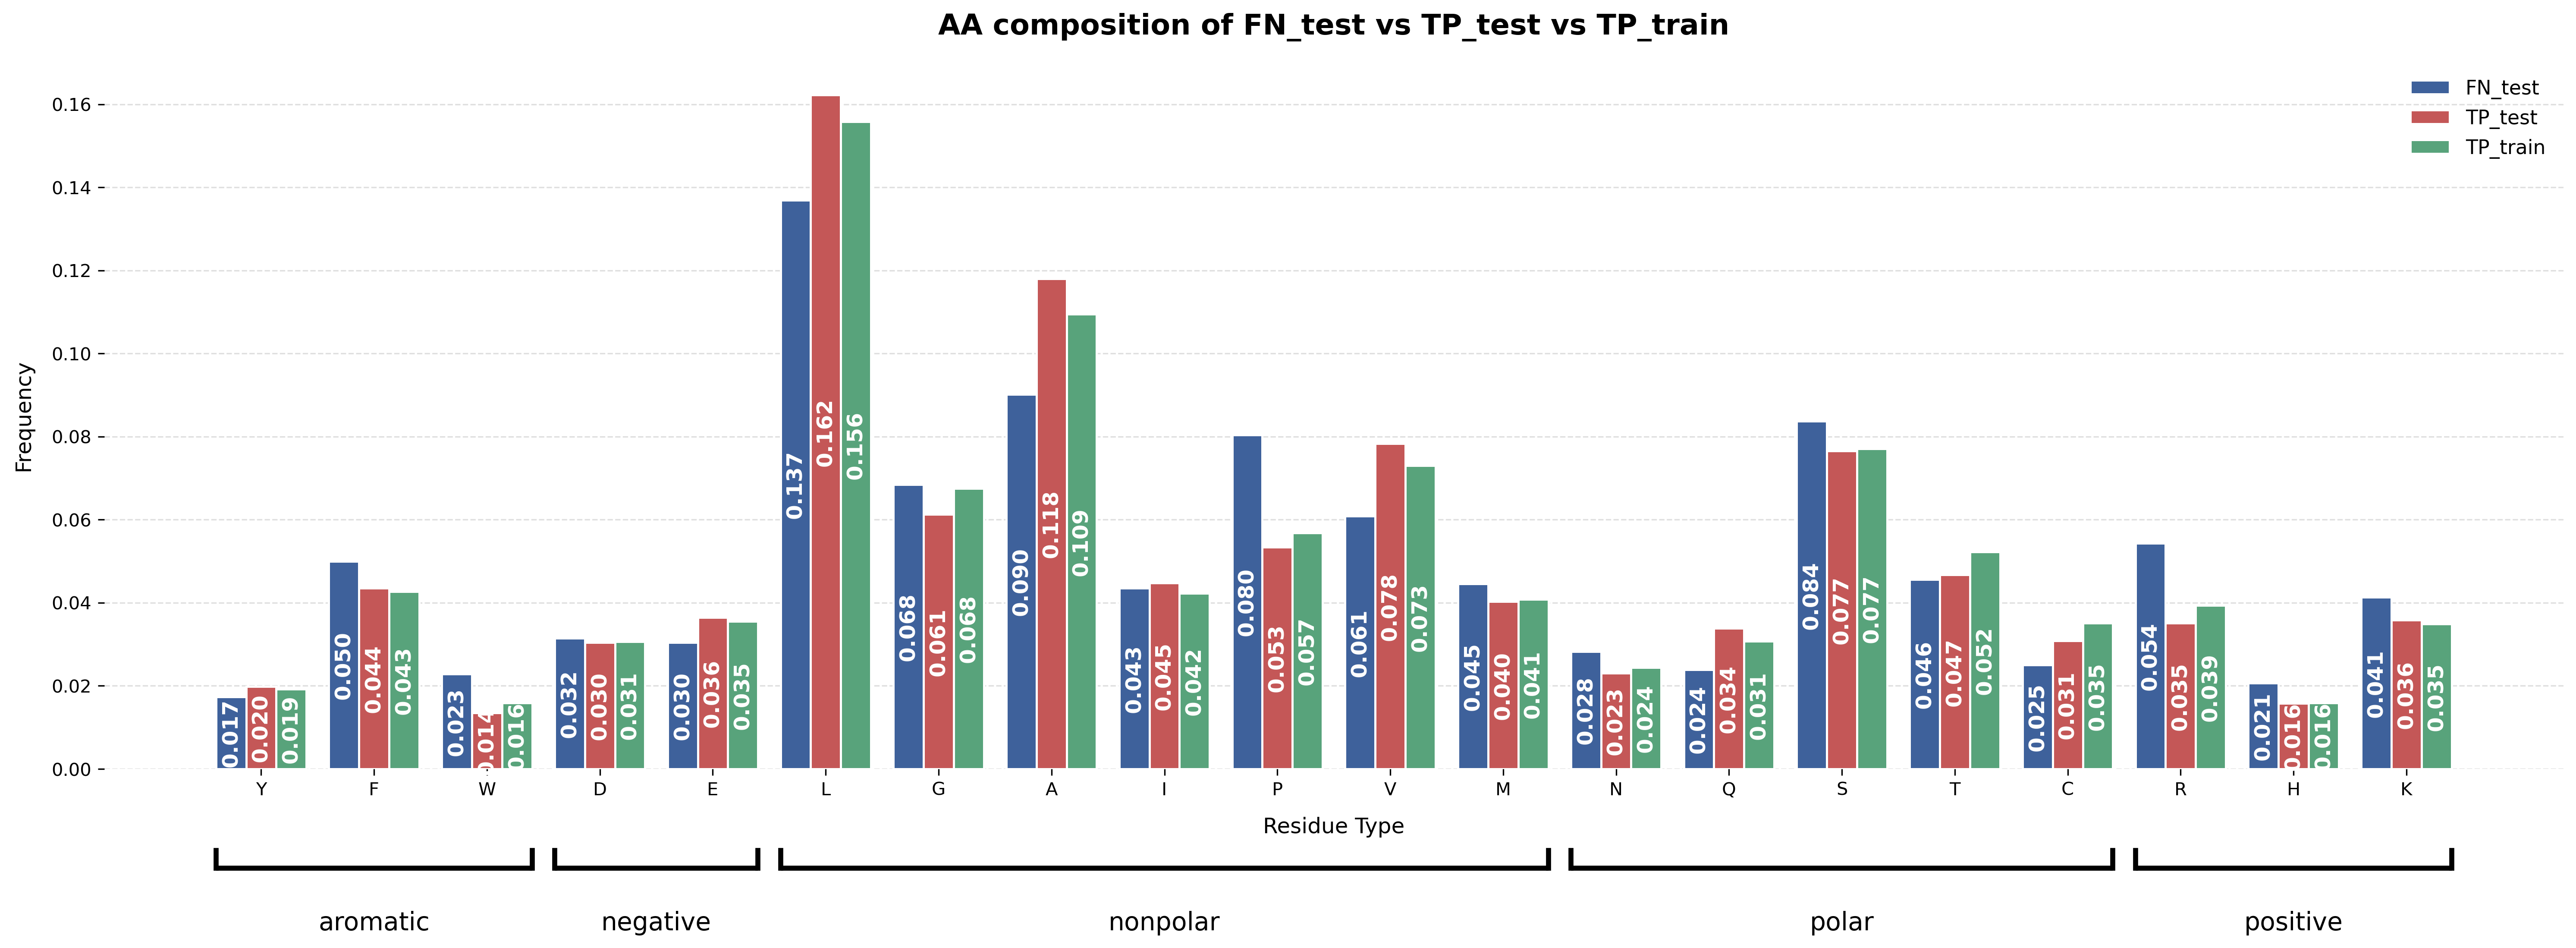 AA composition of FN_test vs TP_test vs TP_train
FN_test
TP_test
TP_train
Frequency
0.16
0.14
0.12
0.10
0.08
0.06
0.04
0.02
0.00
0.017 0.020 0.019
0.050 0.044 0.043
0.023 0.014 0.016
0.032 0.030 0.031
0.030 0.036 0.035
0.137 0.162 0.156
0.068 0.061 0.068
0.090 0.118 0.109
0.043 0.045 0.042
0.080 0.053 0.057
0.061 0.078 0.073
0.045 0.040 0.041
0.028 0.023 0.024
0.024 0.034 0.031
0.084 0.077 0.077
0.046 0.047 0.052
0.025 0.031 0.035
0.054 0.035 0.039
0.021 0.016 0.016
0.041 0.036 0.035
Y F W D E L G A I P V M N Q S T C R H K
Residue Type
aromatic negative nonpolar polar positive